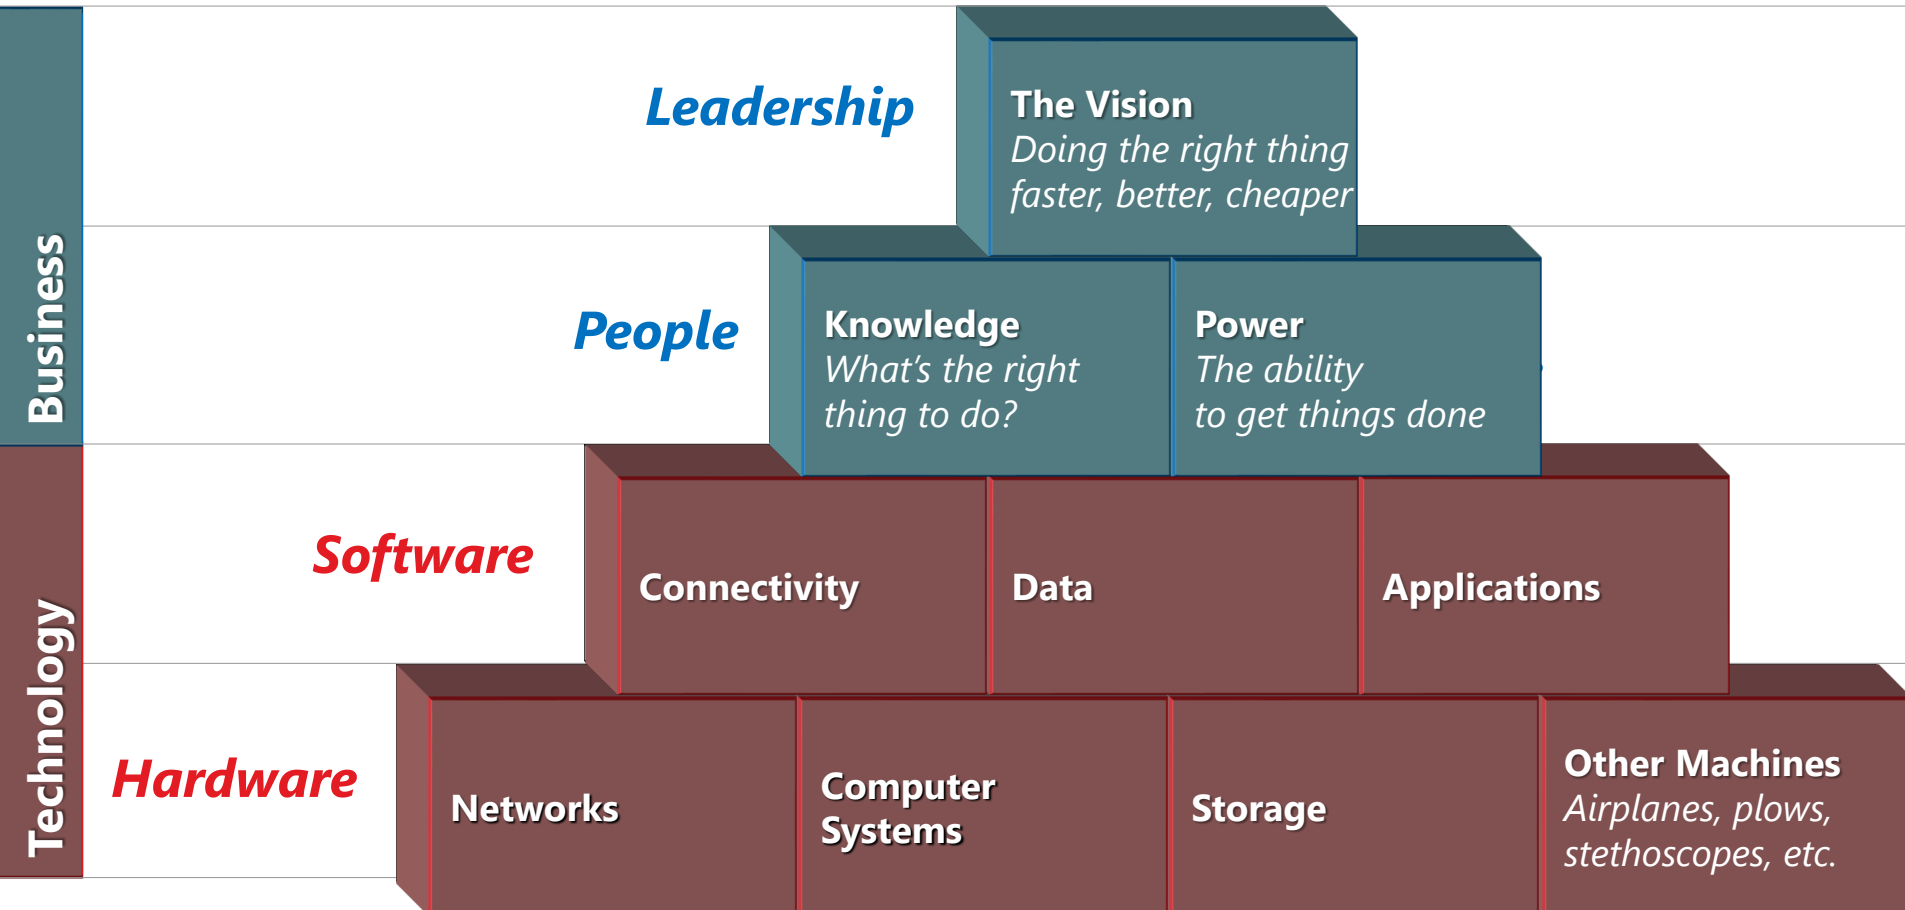 Business
Leadership
The Vision
Doing the right thing
faster, better, cheaper
People
Knowledge
What's the right
thing to do?
Power
The ability
to get things done
Technology
Software
Connectivity
Data
Applications
Hardware
Networks
Computer
Systems
Storage
Other Machines
Airplanes, plows,
stethoscopes, etc.